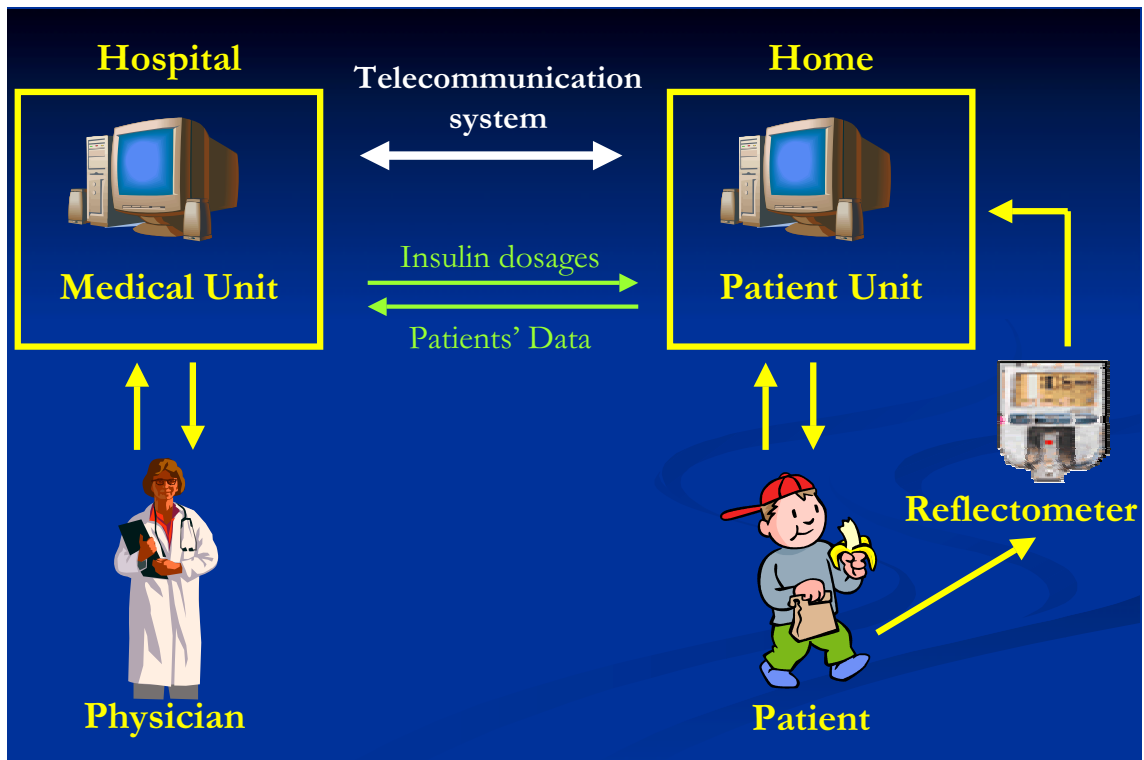 Hospital
Telecommunication
system
Home
Medical Unit
Insulin dosages
Patients’ Data
Patient Unit
Reflectometer
Physician
Patient